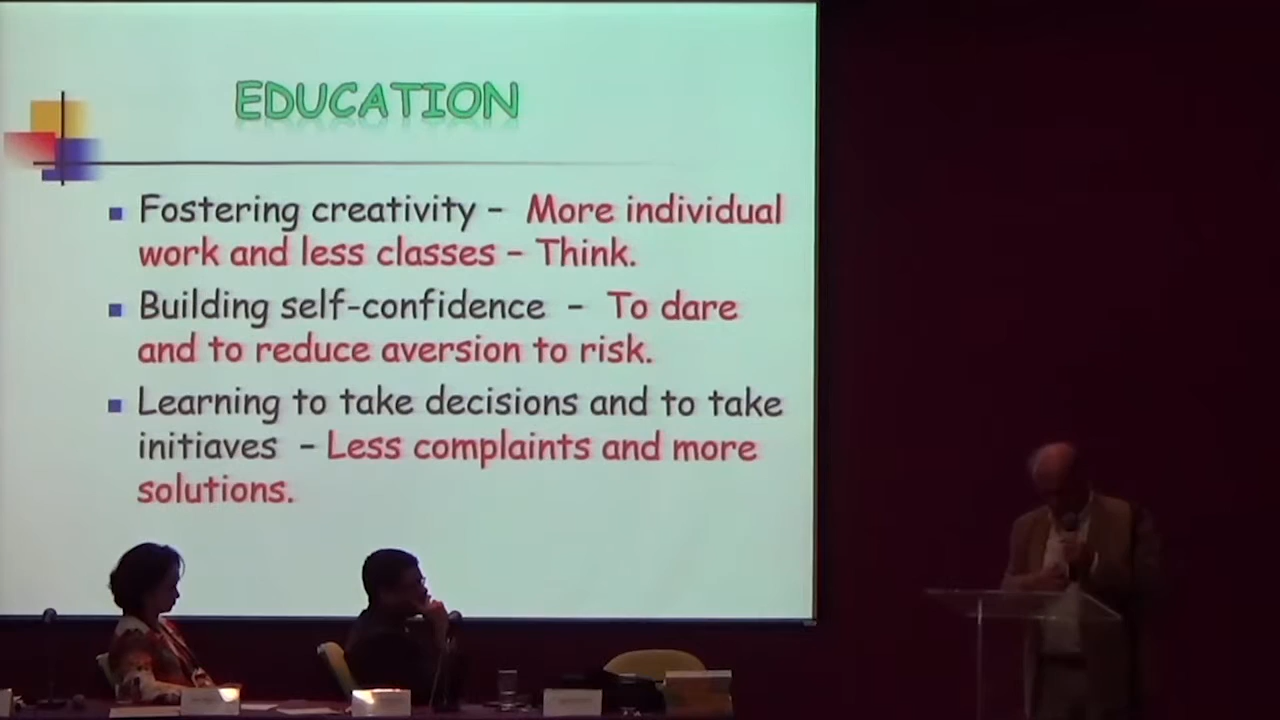 EDUCATION
Fostering creativity – More individual
work and less classes – Think.
Building self-confidence – To dare
and to reduce aversion to risk.
Learning to take decisions and to take
initiaves – Less complaints and more
solutions.